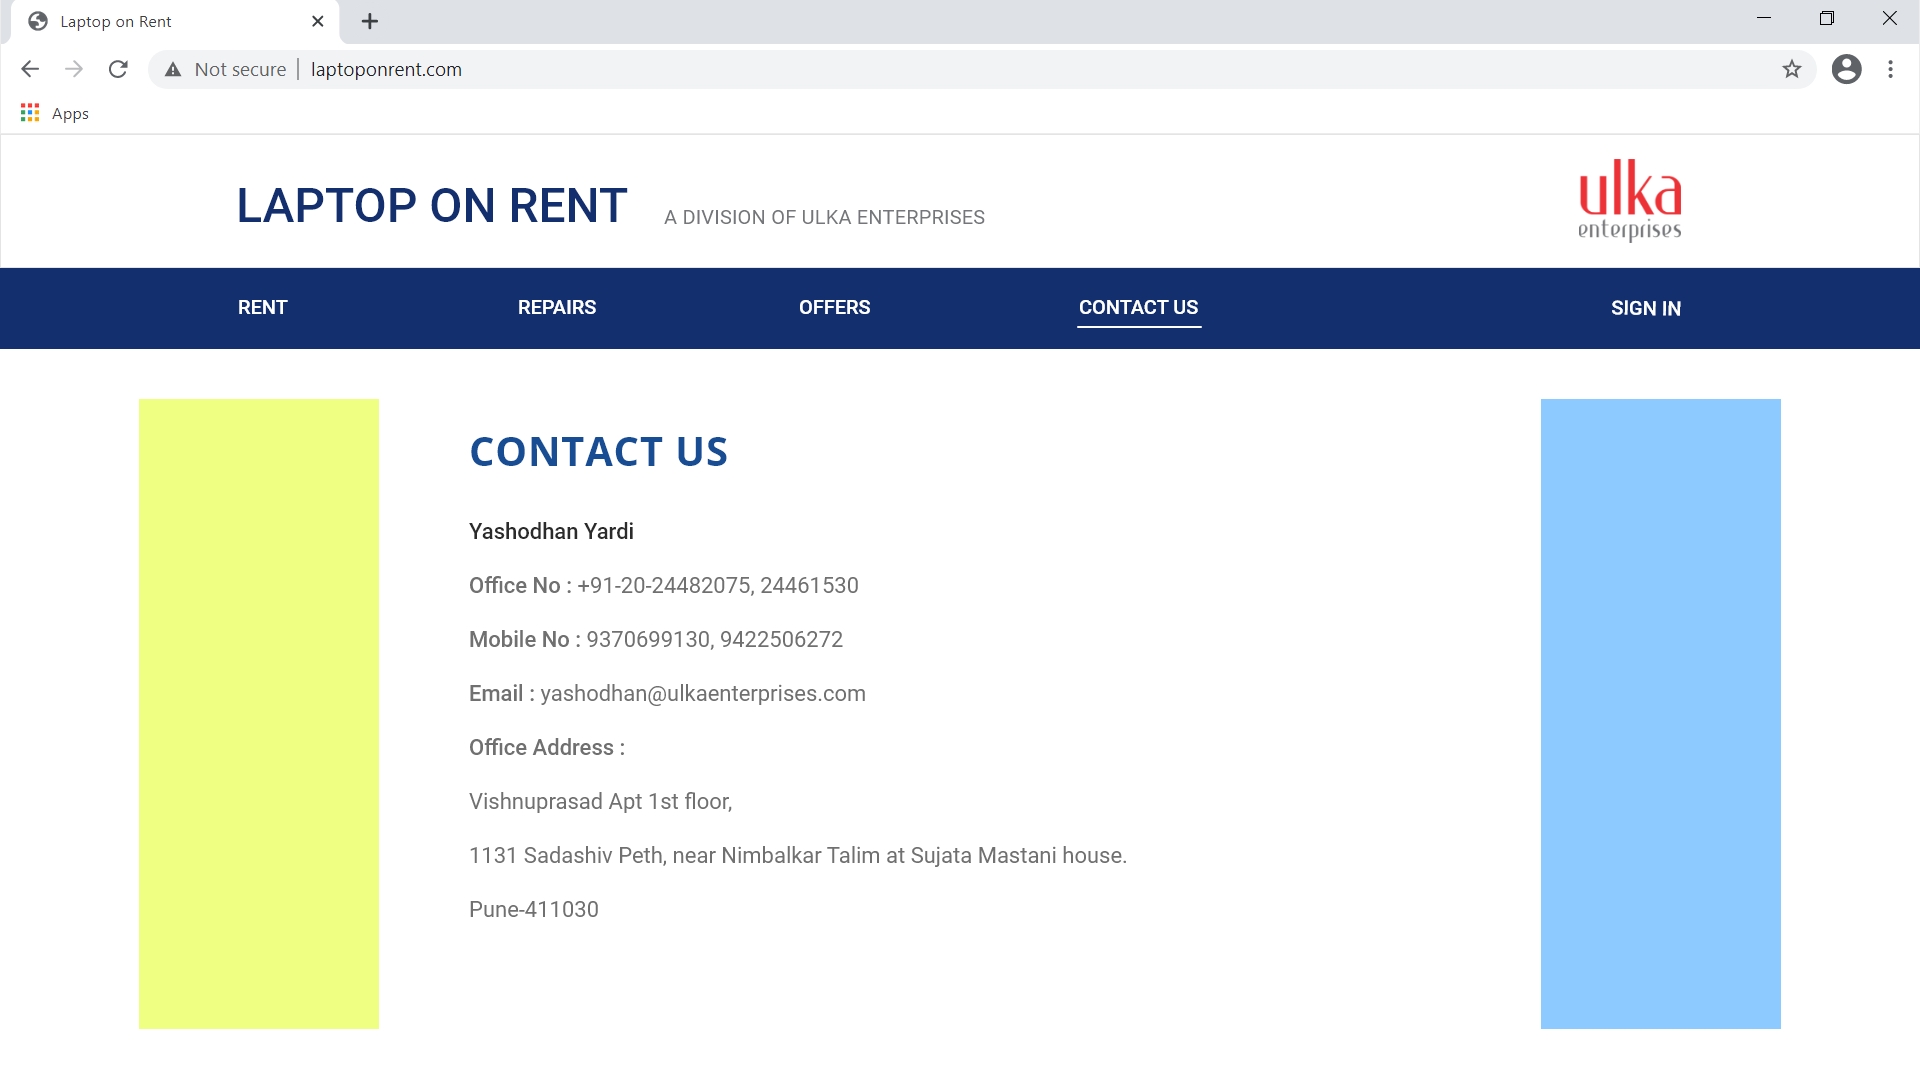 Laptop on Rent
Not secure | laptoponrent.com
Apps
LAPTOP ON RENT A DIVISION OF ULKA ENTERPRISES
ulka
enterprises
RENT REPAIRS OFFERS CONTACT US SIGN IN
CONTACT US
Yashodhan Yardi
Office No : +91-20-24482075, 24461530
Mobile No : 9370699130, 9422506272
Email : yashodhan@ulkaenterprises.com
Office Address :
Vishnuprasad Apt 1st floor,
1131 Sadashiv Peth, near Nimbalkar Talim at Sujata Mastani house.
Pune-411030